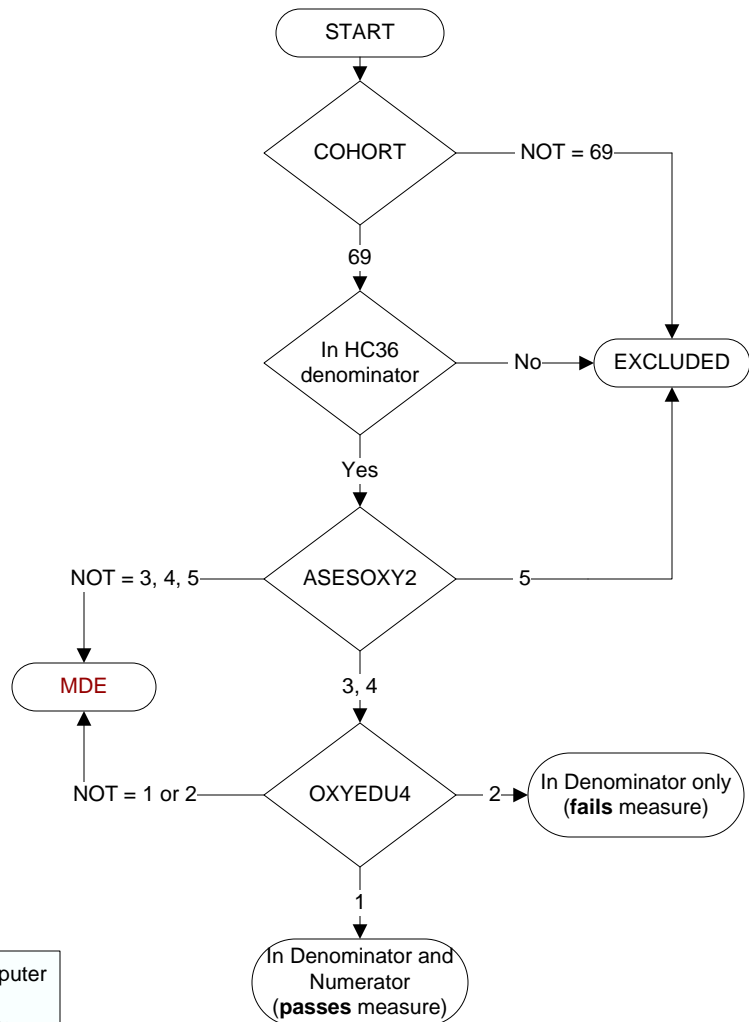 START
COHORT
NOT = 69
69
In HC36
denominator
No
EXCLUDED
Yes
NOT = 3, 4, 5
ASESOXY2
5
MDE
3, 4
NOT = 1 or 2
OXYEDU4
2
In Denominator only
(fails measure)
1
In Denominator and
Numerator
(passes measure)